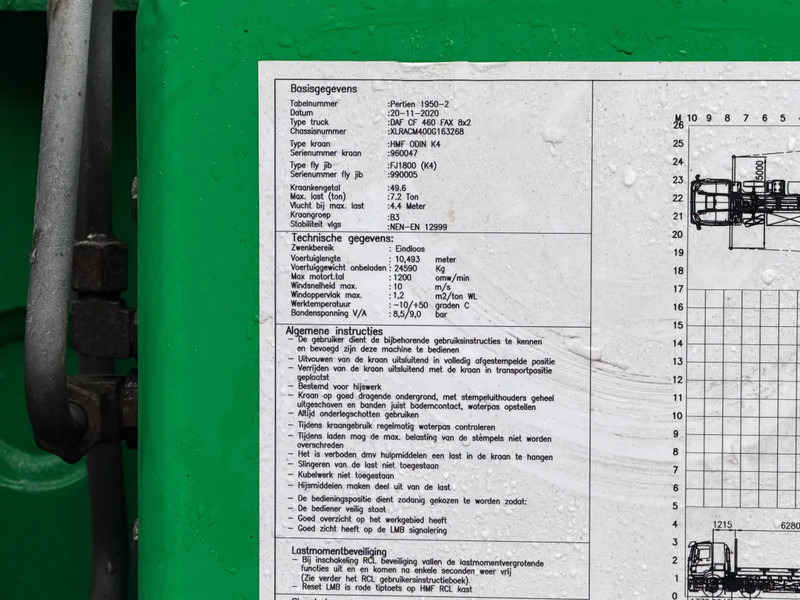 Basisgegevens
Tabelnummer :Pertien 1950-2
Datum :20-11-2020
Type truck :DAF CF 460 FAX 8x2
Chassisnummer :XLRACM400G163268
Type kraan :HMF ODIN K4
Serienummer kraan :960047
Type fly jib :FJ1800 (K4)
Serienummer fly jib :990005
Kraankengetal :49.6
Max. last (ton) :7.2 Ton
Vlucht bij max. last :4.4 Meter
Kraangroep :B3
Stabiliteit vlgs :NEN-EN 12999
Technische gegevens:
Zwenkbereik : Eindloos
Voertuiglengte : 10,493 meter
Voertuiggewicht onbeladen : 24590 Kg
Max motort.tal : 1200 omw/min
Windsnelheid max. : 10 m/s
Windoppervlak max. : 1,2 m2/ton WL
Werktemperatuur : -10/+50 graden C
Bandenspanning V/A : 8,5/9,0 bar
Algemene instructies
- De gebruiker dient de bijbehorende gebruiksinstructies te kennen
en bevoegd zijn deze machine te bedienen
- Uitvouwen van de kraan uitsluitend in volledig afgestempelde positie
- Verrijden van de kraan uitsluitend met de kraan in transportpositie
geplaatst
- Bestemd voor hijswerk
- Kraan op goed dragende ondergrond, met stempeluithouders geheel
uitgeschoven en banden juist bodemcontact, waterpas opstellen
- Altijd onderlegschotten gebruiken
- Tijdens kraangebruik regelmatig waterpas controleren
- Tijdens laden mag de max. belasting van de stempels niet worden
overschreden
- Het is verboden dmv hulpmiddelen een last in de kraan te hangen
- Slingeren van de last niet toegestaan
- Kubelwerk niet toegestaan
- Hijsmiddelen maken deel uit van de last
- De bedieningspositie dient zodanig gekozen te worden zodat:
- De bediener veilig staat
- Goed overzicht op het werkgebied heeft
- Goed zicht heeft op de LMB signalering
Lastmomentbeveiliging
- Bij inschakeling RCL beveiliging vallen de lastmomentvergrotende
functies uit en en komen na enkele seconden weer vrij
(Zie verder het RCL gebruikersinstructieboek).
- Reset LMB is rode tiptoets op HMF RCL kast
M 10 9 8 7 6 5 4
26
25
24
23
22
21
20
19
18
17
16
15
14
13
12
11
10
9
8
7
6
5
4
3
2
1
0
5000
1215
6280